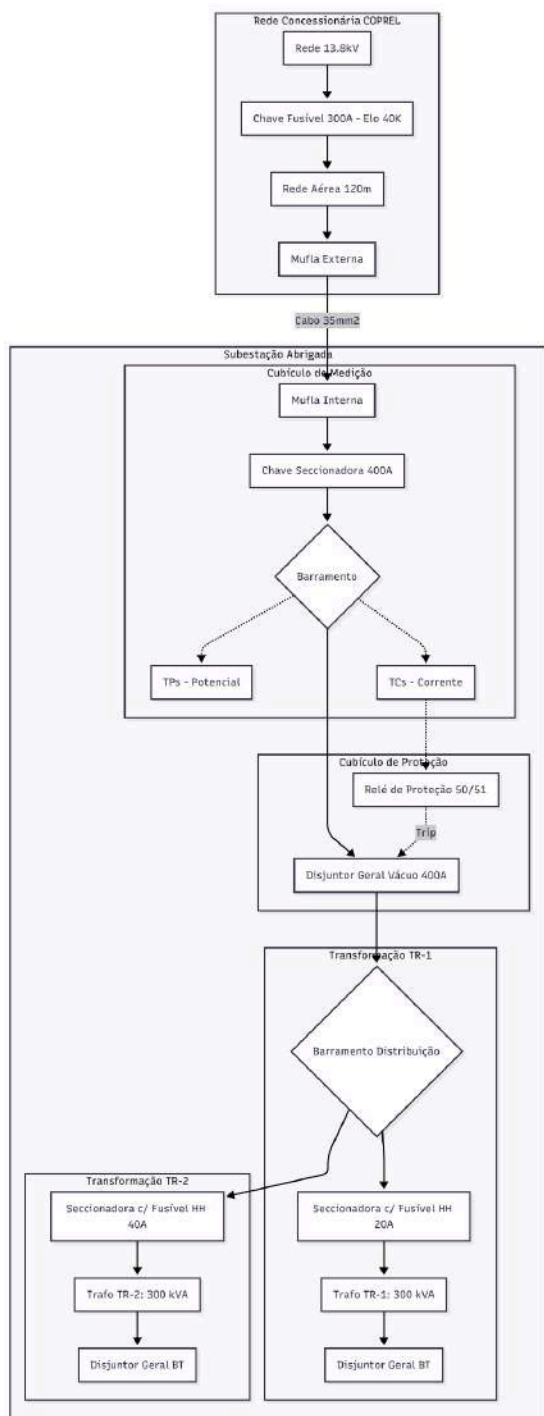 Rede Concessionária COPREL
Rede 13.8kV
Chave Fusível 300A - Elo 40K
Rede Aérea 120m
Mufla Externa
Cabo 35mm2
Subestação Abrigada
Cubículo de Medição
Mufla Interna
Chave Seccionadora 400A
Barramento
TPs - Potencial
TCs - Corrente
Cubículo de Proteção
Relé de Proteção 50/51
Trip
Disjuntor Geral Vácuo 400A
Transformação TR-1
Barramento Distribuição
Transformação TR-2
Seccionadora c/ Fusível HH
40A
Seccionadora c/ Fusível HH
20A
Trafo TR-2: 300 kVA
Trafo TR-1: 300 kVA
Disjuntor Geral BT
Disjuntor Geral BT